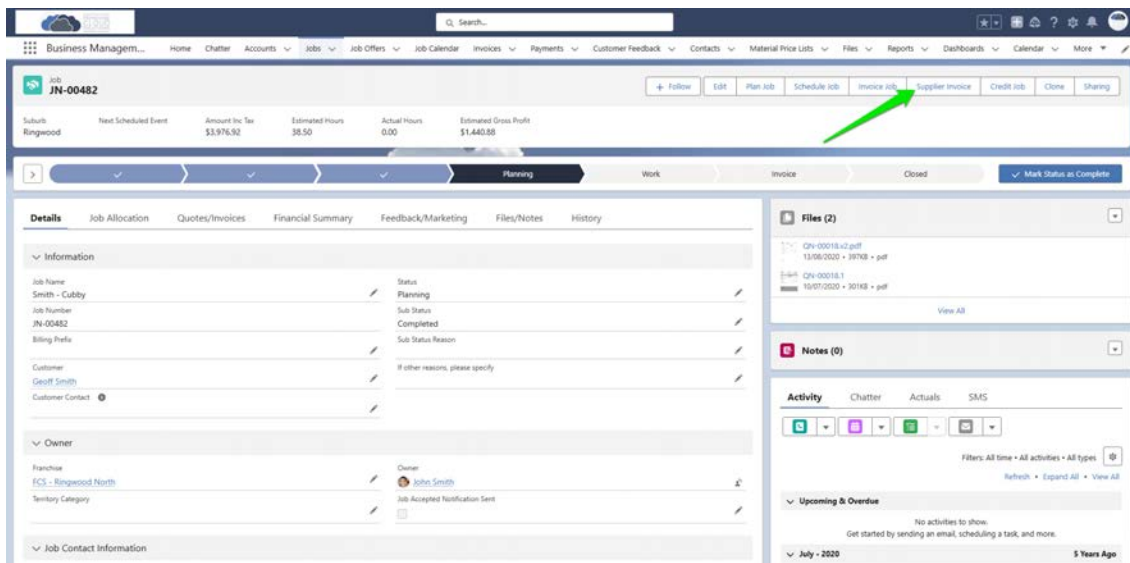 Search...
Business Managem... Home Chatter Accounts Jobs Job Offers Job Calendar Invoices Payments Customer Feedback Contacts Material Price Lists Files Reports Dashboards Calendar More
Job
JN-00482
+ Follow Edit Plan Job Schedule Job Invoice Job Supplier Invoice Credit Job Clone Sharing
Suburb Next Scheduled Event Amount Inc Tax Estimated Hours Actual Hours Estimated Gross Profit
Ringwood $3,976.92 38.50 0.00 $1,440.88
Planning Work Invoice Closed Mark Status as Complete
Details Job Allocation Quotes/Invoices Financial Summary Feedback/Marketing Files/Notes History
Information
Job Name
Smith - Cubby
Job Number
JN-00482
Billing Prefix
Customer
Geoff Smith
Customer Contact
Status
Planning
Sub Status
Completed
Sub Status Reason
If other reasons, please specify
Owner
Franchise
FCS - Ringwood North
Territory Category
Owner
John Smith
Job Accepted Notification Sent
Job Contact Information
Files (2)
QN-00018.v2.pdf
13/08/2020 • 397KB • pdf
QN-00018.1
10/07/2020 • 301KB • pdf
View All
Notes (0)
Activity Chatter Actuals SMS
Filters: All time • All activities • All types
Refresh • Expand All • View All
Upcoming & Overdue
No activities to show.
Get started by sending an email, scheduling a task, and more.
July - 2020 5 Years Ago